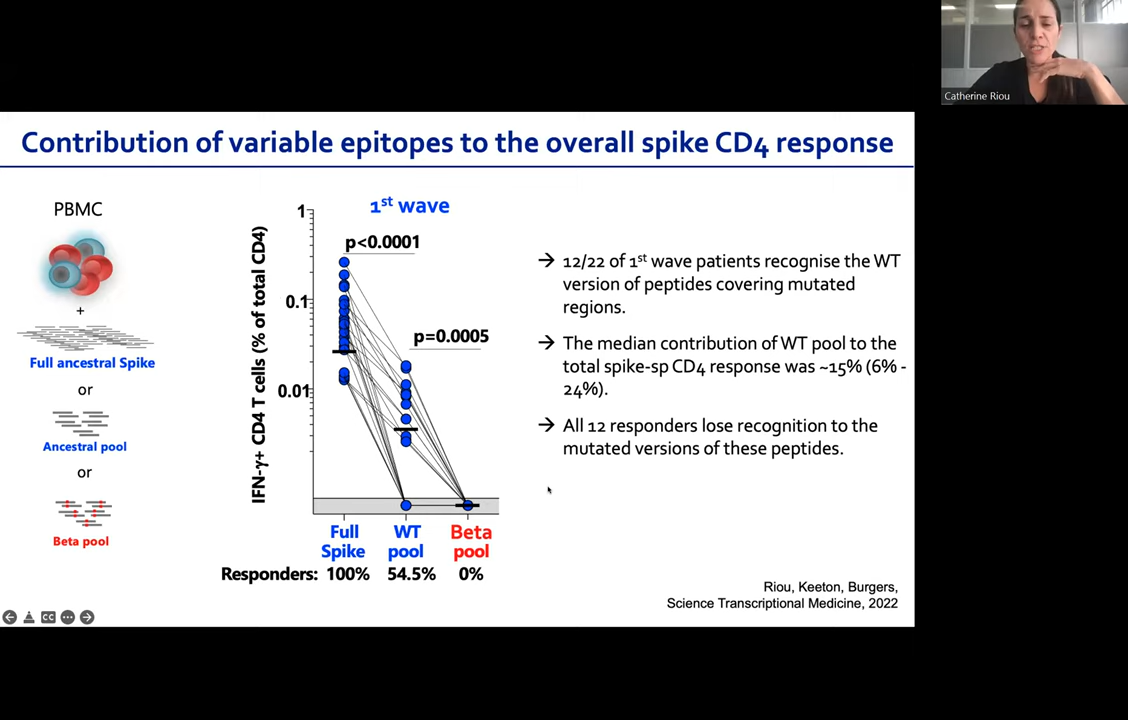 Catherine Riou
Contribution of variable epitopes to the overall spike CD4 response
PBMC
+
Full ancestral Spike
or
Ancestral pool
or
Beta pool
1st wave
IFN-γ+ CD4 T cells (% of total CD4)
1
0.1
0.01
p<0.0001
p=0.0005
Full Spike
WT pool
Beta pool
Responders: 100% 54.5% 0%
→ 12/22 of 1st wave patients recognise the WT
version of peptides covering mutated
regions.
→ The median contribution of WT pool to the
total spike-sp CD4 response was ~15% (6% -
24%).
→ All 12 responders lose recognition to the
mutated versions of these peptides.
Riou, Keeton, Burgers,
Science Transcriptional Medicine, 2022
CC